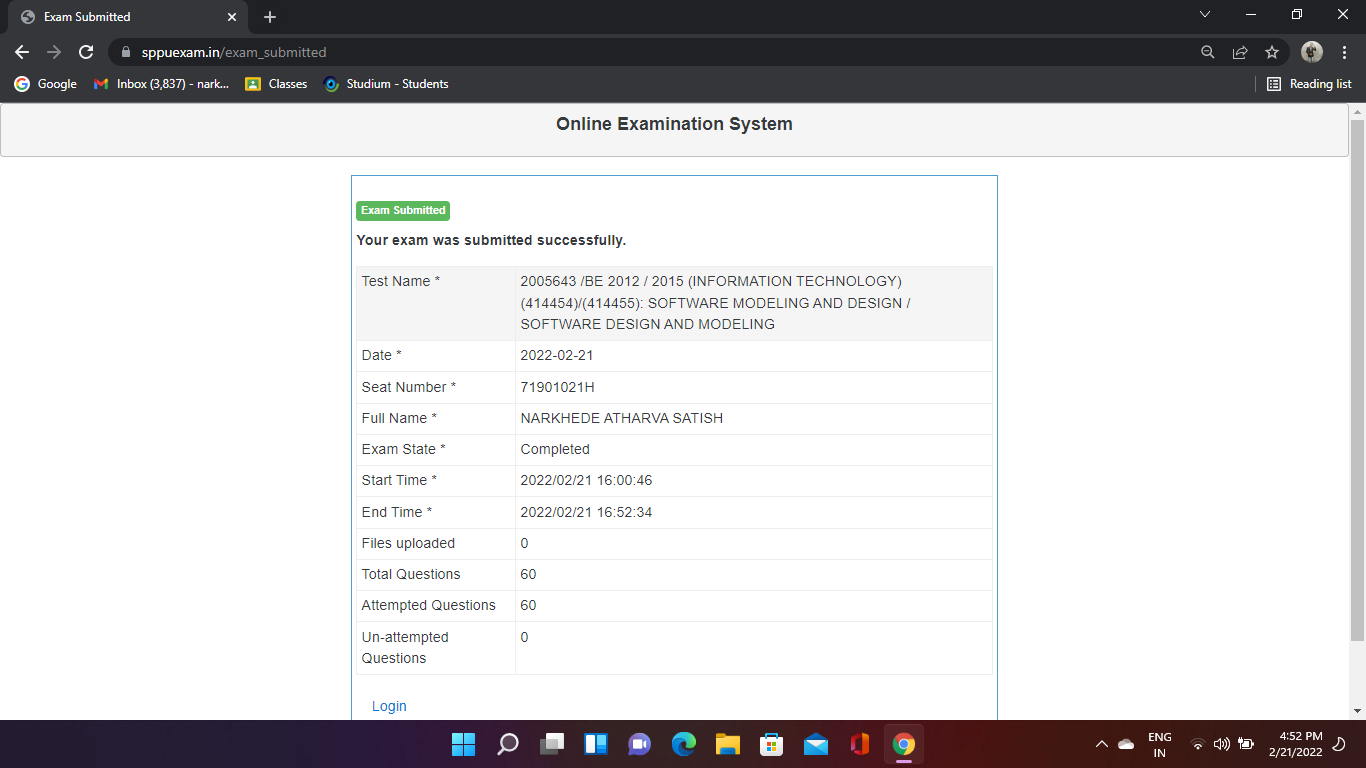 Exam Submitted
sppuexam.in/exam_submitted
Google
Inbox (3,837) - nark...
Classes
Studium - Students
Reading list
Online Examination System
Exam Submitted
Your exam was submitted successfully.
Test Name * 2005643 /BE 2012 / 2015 (INFORMATION TECHNOLOGY)
(414454)/(414455): SOFTWARE MODELING AND DESIGN /
SOFTWARE DESIGN AND MODELING
Date * 2022-02-21
Seat Number * 71901021H
Full Name * NARKHEDE ATHARVA SATISH
Exam State * Completed
Start Time * 2022/02/21 16:00:46
End Time * 2022/02/21 16:52:34
Files uploaded 0
Total Questions 60
Attempted Questions 60
Un-attempted 0
Questions
Login
ENG 4:52 PM
IN 2/21/2022